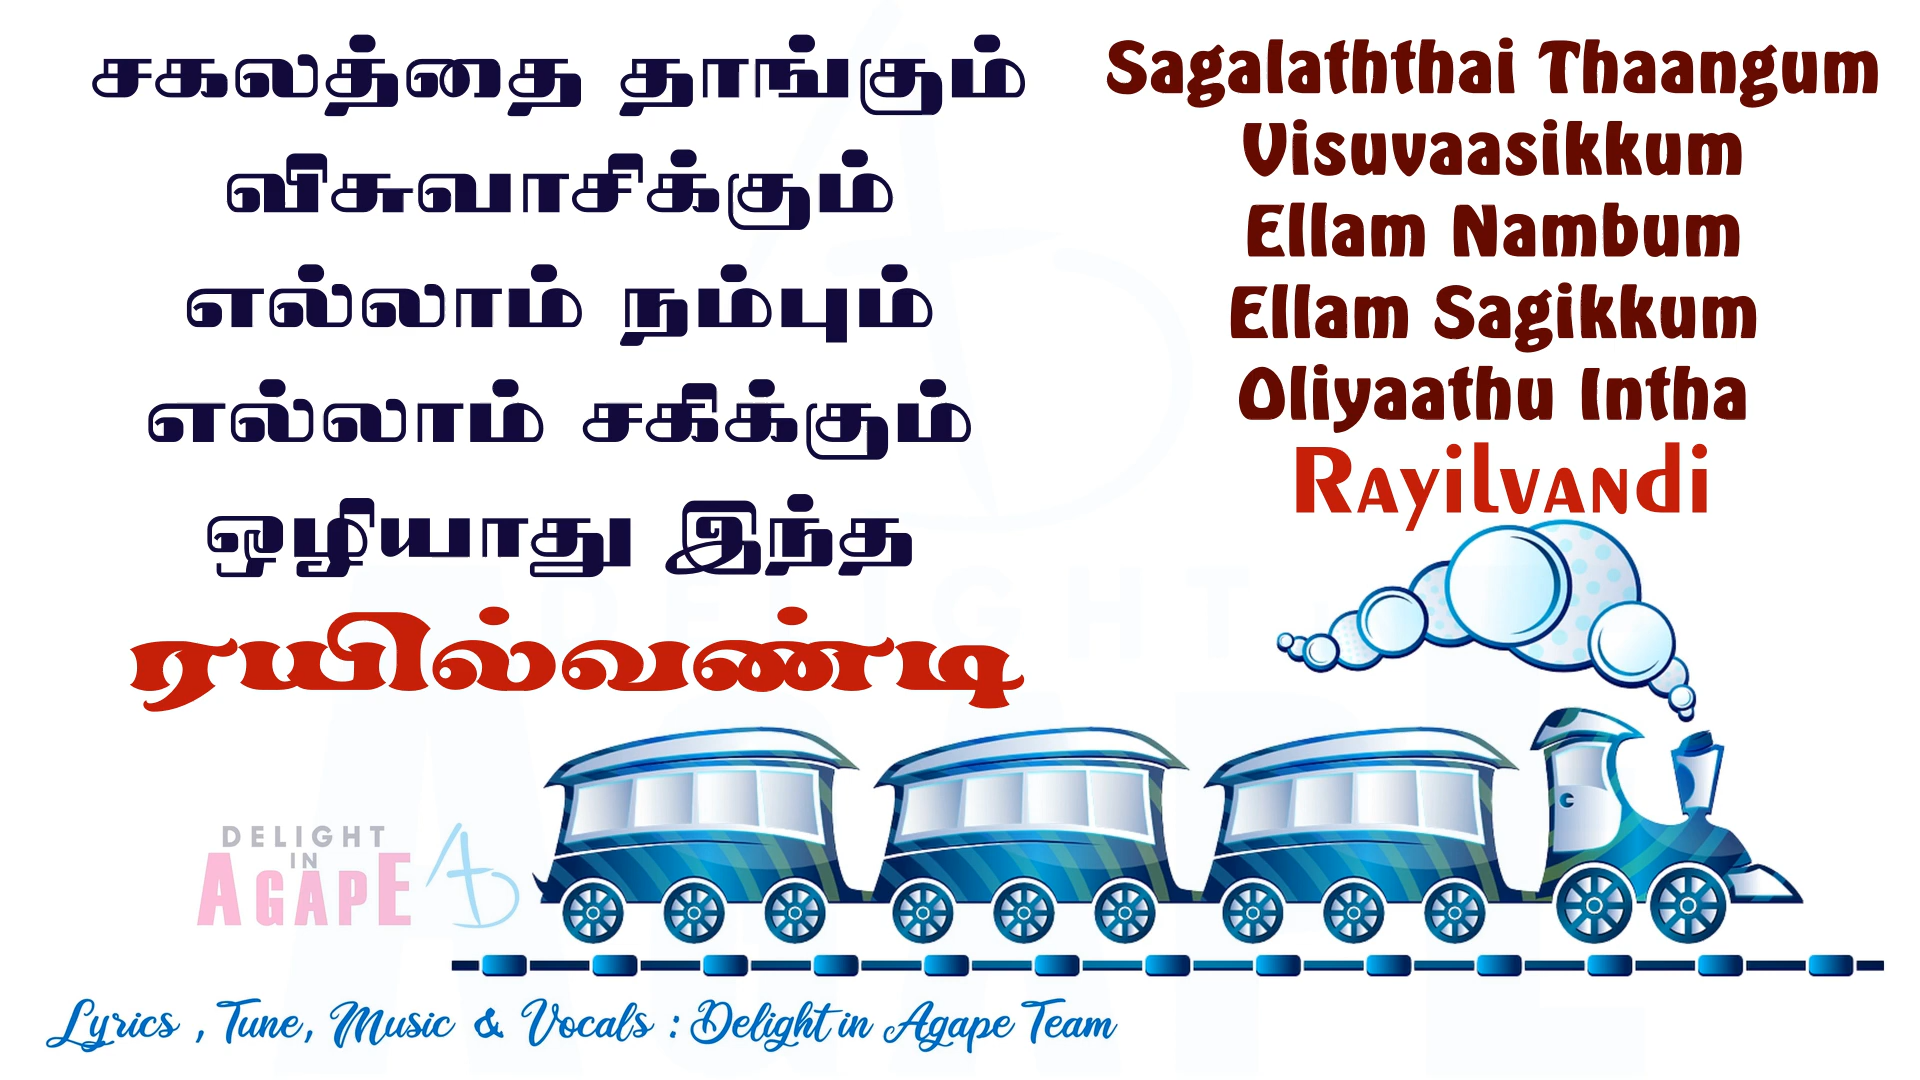 சகலத்தை தாங்கும்
விசுவாசிக்கும்
எல்லாம் நம்பும்
எல்லாம் சகிக்கும்
ஒழியாது இந்த
ரயில்வண்டி
Sagalaththai Thaangum
Visuvaasikkum
Ellam Nambum
Ellam Sagikkum
Oliyaathu Intha
Rayilvandi
DELIGHT
IN
AGAPE
Lyrics , Tune, Music & Vocals : Delight in Agape Team